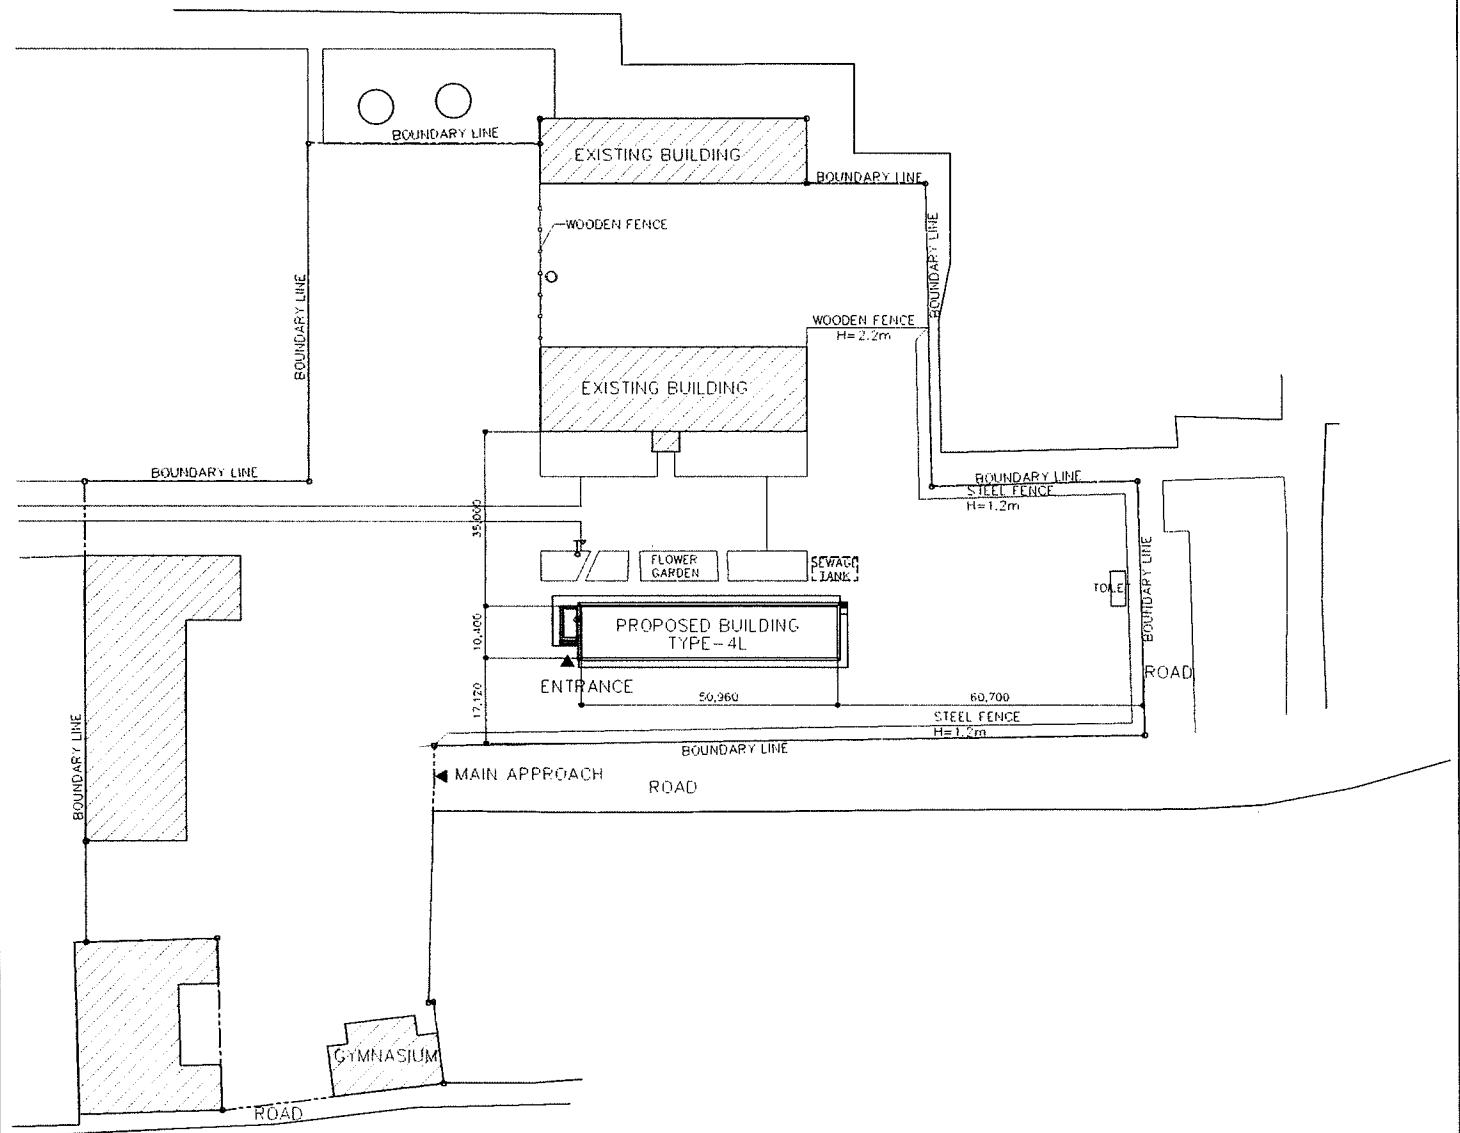 BOUNDARY LINE
EXISTING BUILDING
BOUNDARY LINE
BOUNDARY LINE
WOODEN FENCE
BOUNDARY LINE
WOODEN FENCE
H=2.2m
EXISTING BUILDING
BOUNDARY LINE
BOUNDARY LINE
STEEL FENCE
H=1.2m
35,000
FLOWER
GARDEN
SEWAGE
TANK
TOILET
BOUNDARY LINE
10,400
PROPOSED BUILDING
TYPE-4L
ENTRANCE
ROAD
17,120
50,960
60,700
STEEL FENCE
H=1.2m
BOUNDARY LINE
BOUNDARY LINE
MAIN APPROACH
ROAD
GYMNASIUM
ROAD